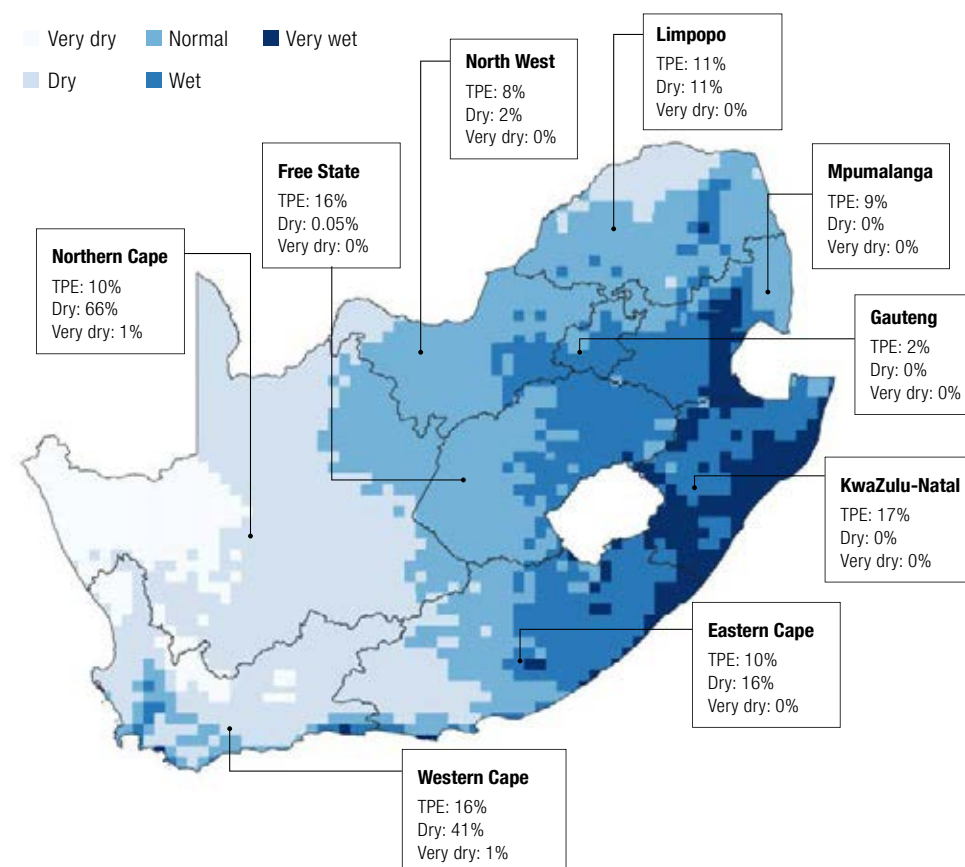 Very dry
Normal
Very wet
Dry
Wet
Limpopo
TPE: 11%
Dry: 11%
Very dry: 0%
North West
TPE: 8%
Dry: 2%
Very dry: 0%
Mpumalanga
TPE: 9%
Dry: 0%
Very dry: 0%
Free State
TPE: 16%
Dry: 0.05%
Very dry: 0%
Northern Cape
TPE: 10%
Dry: 66%
Very dry: 1%
Gauteng
TPE: 2%
Dry: 0%
Very dry: 0%
KwaZulu-Natal
TPE: 17%
Dry: 0%
Very dry: 0%
Eastern Cape
TPE: 10%
Dry: 16%
Very dry: 0%
Western Cape
TPE: 16%
Dry: 41%
Very dry: 1%